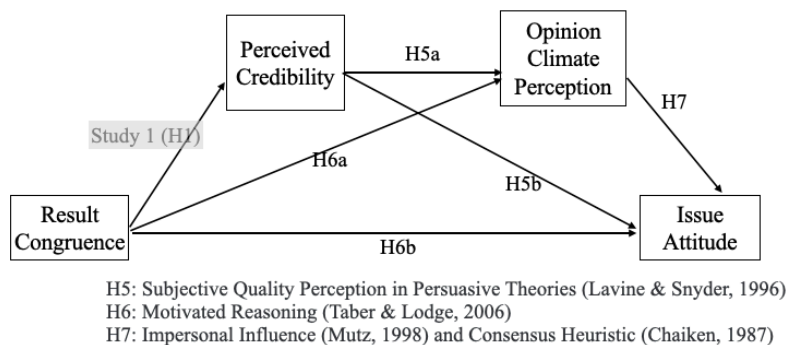 Perceived
Credibility
H5a
Opinion
Climate
Perception
H7
Study 1 (H1)
H6a
H5b
Result
Congruence
H6b
Issue
Attitude
H5: Subjective Quality Perception in Persuasive Theories (Lavine & Snyder, 1996)
H6: Motivated Reasoning (Taber & Lodge, 2006)
H7: Impersonal Influence (Mutz, 1998) and Consensus Heuristic (Chaiken, 1987)